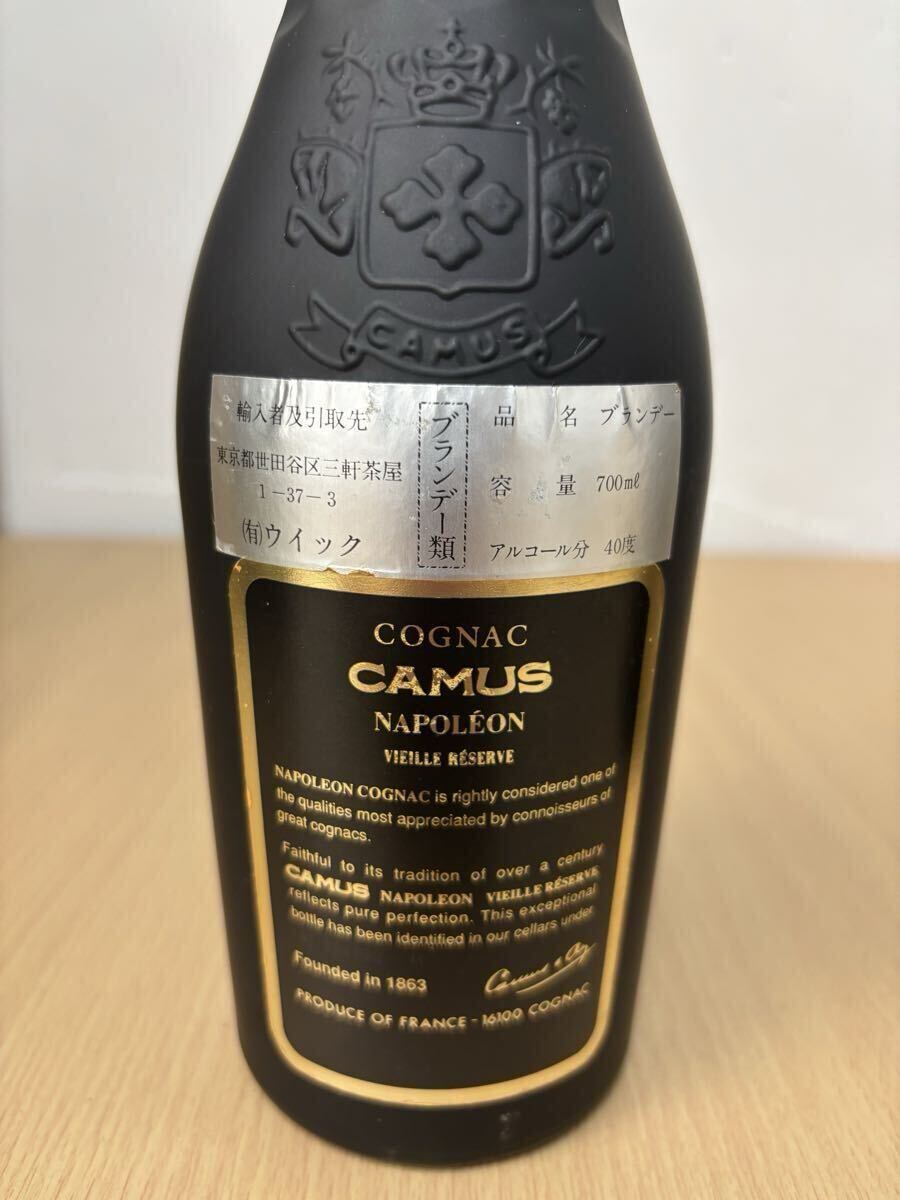 CAMUS
輸入者及引取先
東京都世田谷区三軒茶屋
1-37-3
㈲ウイック
ブランデー類
品 名 ブランデー
容 量 700mℓ
アルコール分 40度
COGNAC
CAMUS
NAPOLÉON
VIEILLE RÉSERVE
NAPOLEON COGNAC is rightly considered one of
the qualities most appreciated by connoisseurs of
great cognacs.
Faithful to its tradition of over a century
CAMUS NAPOLEON VIEILLE RÉSERVE
reflects pure perfection. This exceptional
bottle has been identified in our cellars under
Founded in 1863
Camus & Co
PRODUCE OF FRANCE - 16100 COGNAC